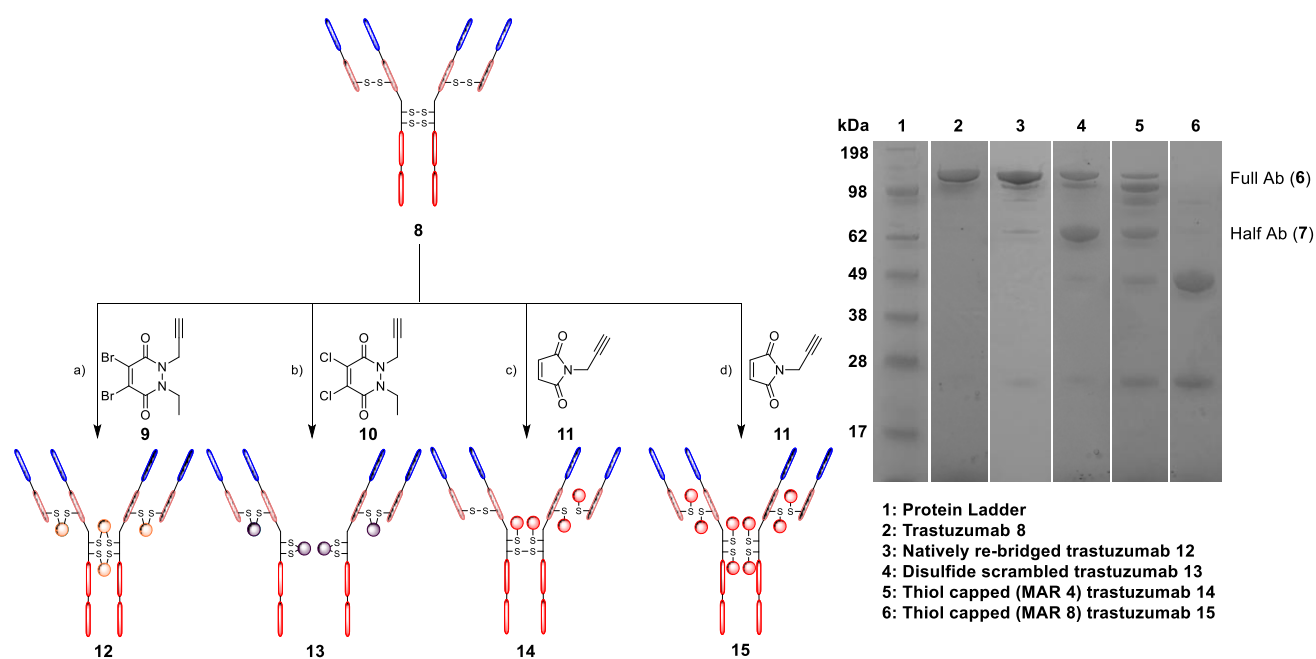 S-S
S-S
S-S
S-S
8
a)
Br
Br
O
O
N
N
9
b)
Cl
Cl
O
O
N
N
10
c)
O
O
N
11
d)
O
O
N
11
S S
S S
S S
S S
12
S S
S S
S
S
S
S
13
S-S
S S
S S
S-S
14
S S
S S
S S
S S
15
kDa 1 2 3 4 5 6
198
98
62
49
38
28
17
Full Ab (6)
Half Ab (7)
1: Protein Ladder
2: Trastuzumab 8
3: Natively re-bridged trastuzumab 12
4: Disulfide scrambled trastuzumab 13
5: Thiol capped (MAR 4) trastuzumab 14
6: Thiol capped (MAR 8) trastuzumab 15